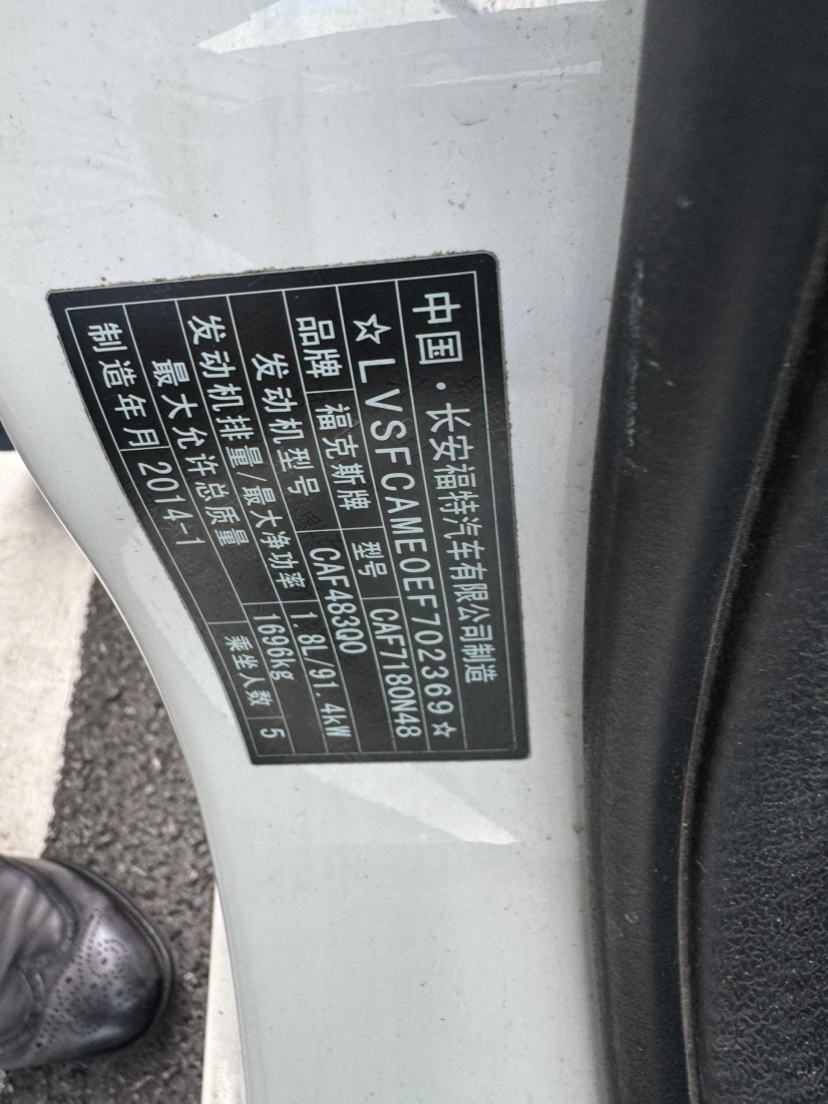 中国·长安福特汽车有限公司制造
☆LVSFCAME0EF702369☆
品牌 福克斯牌 型号 CAF7180N48
发动机型号 CAF483Q0
发动机排量/最大净功率 1.8L/91.4kW
最大允许总质量 1696kg
制造年月 2014-1 乘坐人数 5